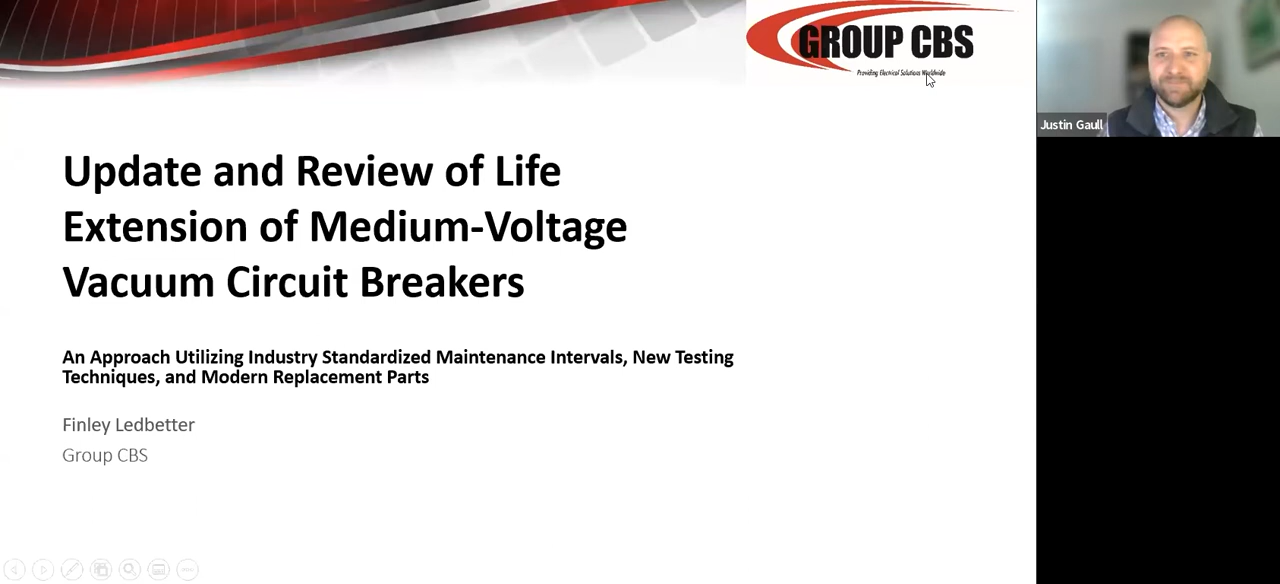 GROUP CBS
Providing Electrical Solutions Worldwide
Justin Gaull
Update and Review of Life
Extension of Medium-Voltage
Vacuum Circuit Breakers
An Approach Utilizing Industry Standardized Maintenance Intervals, New Testing
Techniques, and Modern Replacement Parts
Finley Ledbetter
Group CBS